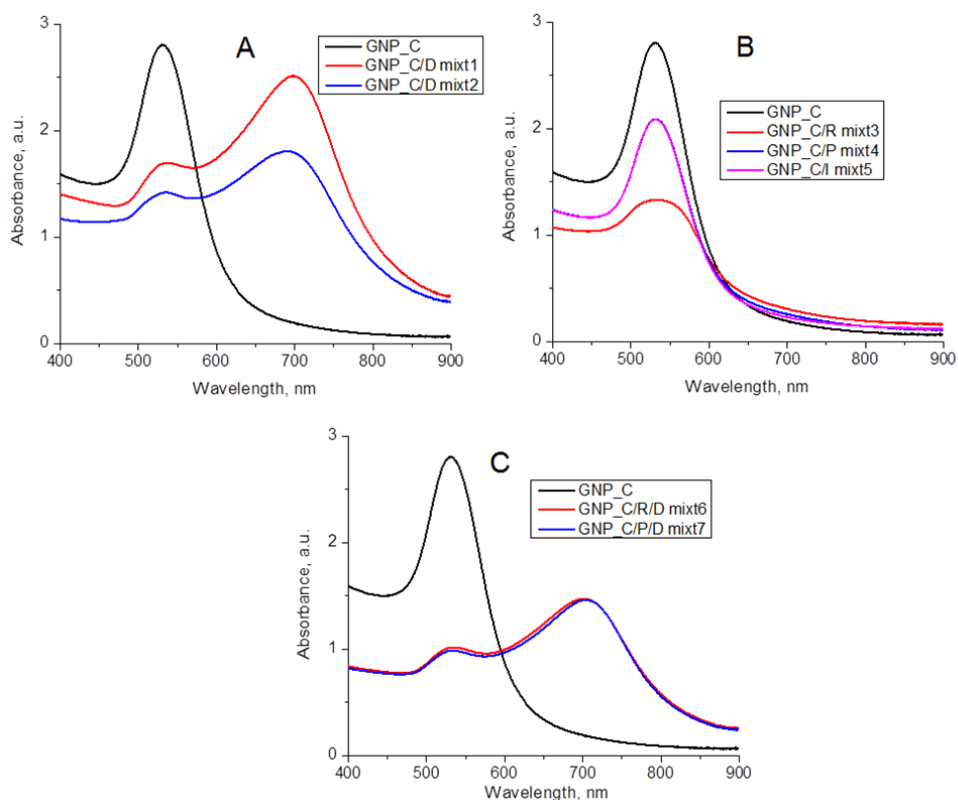 A
GNP_C
GNP_C/D mixt1
GNP_C/D mixt2
Absorbance, a.u.
3
2
1
0
400 500 600 700 800 900
Wavelength, nm
B
GNP_C
GNP_C/R mixt3
GNP_C/P mixt4
GNP_C/I mixt5
Absorbance, a.u.
3
2
1
0
400 500 600 700 800 900
Wavelength, nm
C
GNP_C
GNP_C/R/D mixt6
GNP_C/P/D mixt7
Absorbance, a.u.
3
2
1
0
400 500 600 700 800 900
Wavelength, nm